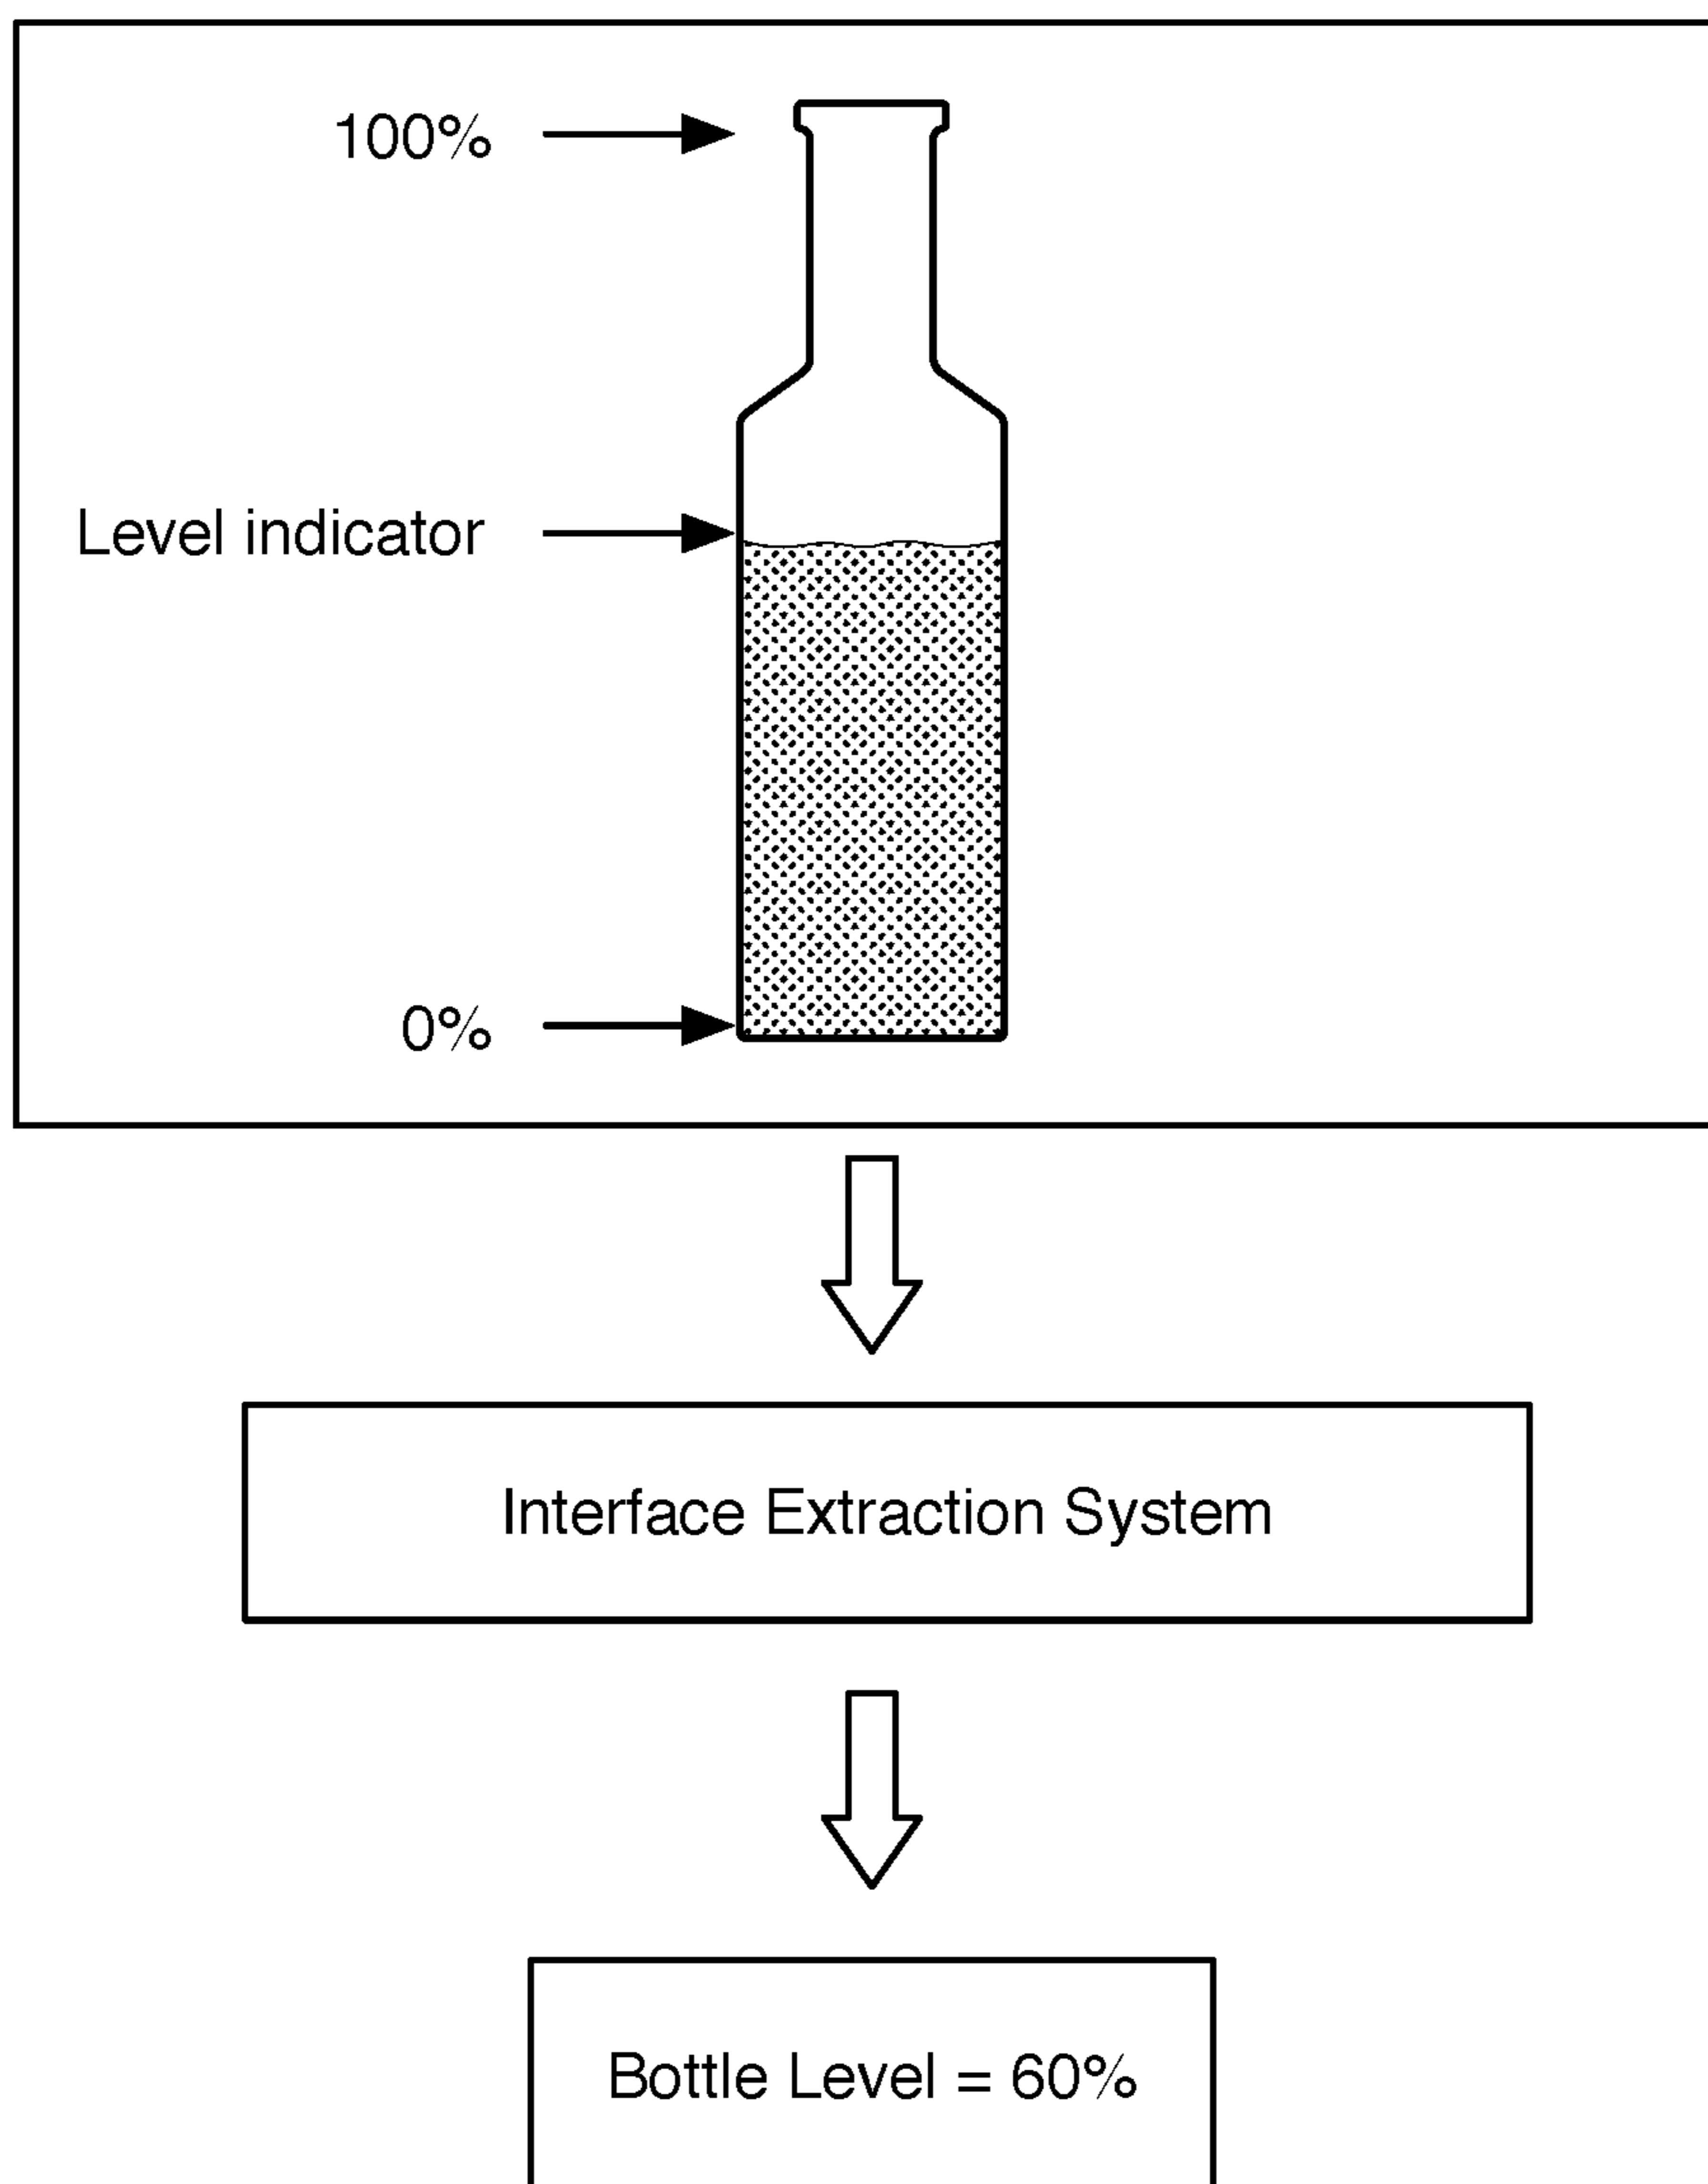 100%
Level indicator
0%
Interface Extraction System
Bottle Level = 60%